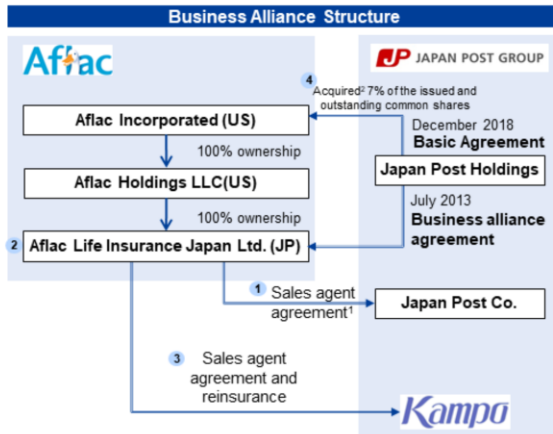 Business Alliance Structure
Aflac
JAPAN POST GROUP
4
Acquired² 7% of the issued and
outstanding common shares
Aflac Incorporated (US)
December 2018
Basic Agreement
100% ownership
Japan Post Holdings
Aflac Holdings LLC(US)
July 2013
Business alliance
agreement
100% ownership
2 Aflac Life Insurance Japan Ltd. (JP)
1 Sales agent
agreement¹
Japan Post Co.
3 Sales agent
agreement and
reinsurance
Kampo